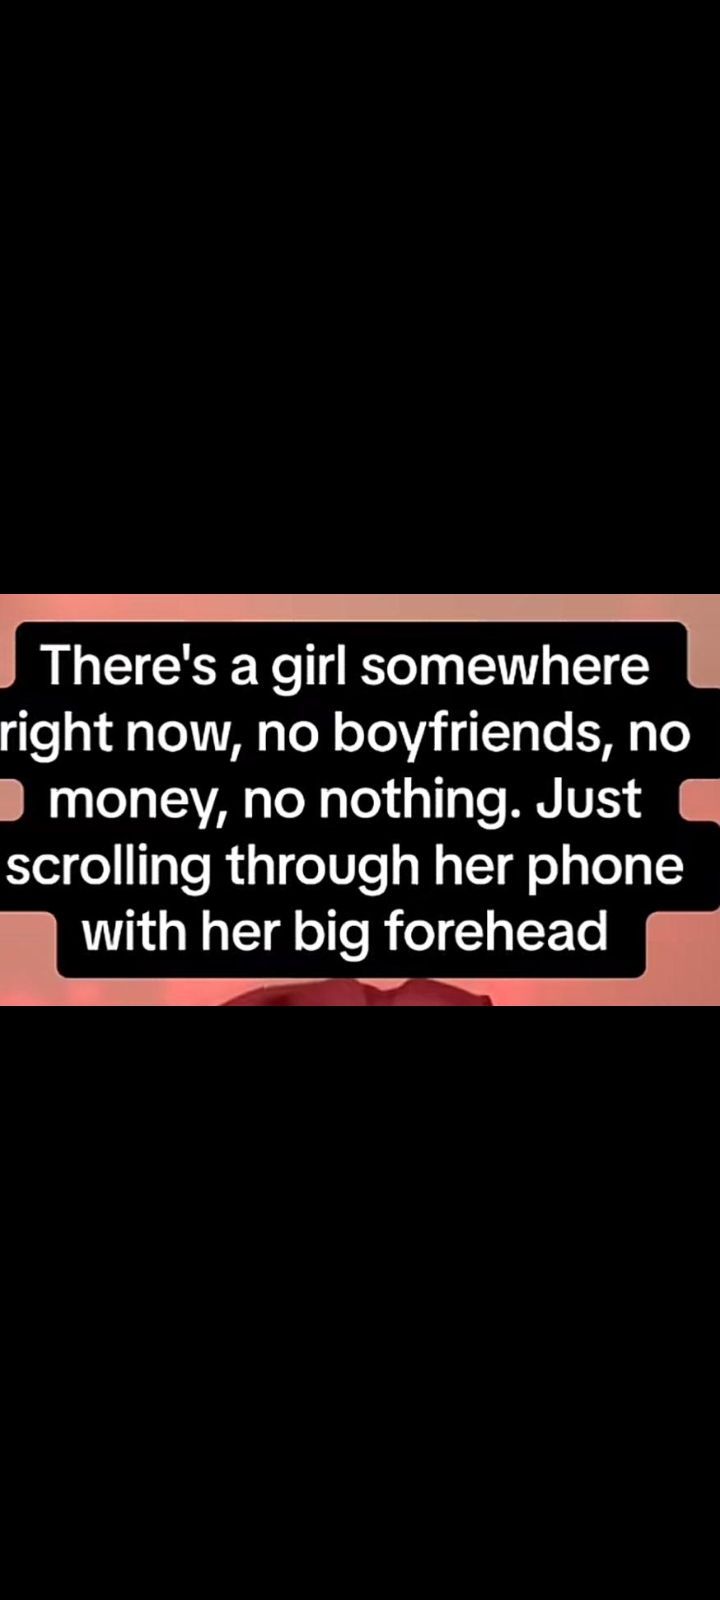 There's a girl somewhere
right now, no boyfriends, no
money, no nothing. Just
scrolling through her phone
with her big forehead